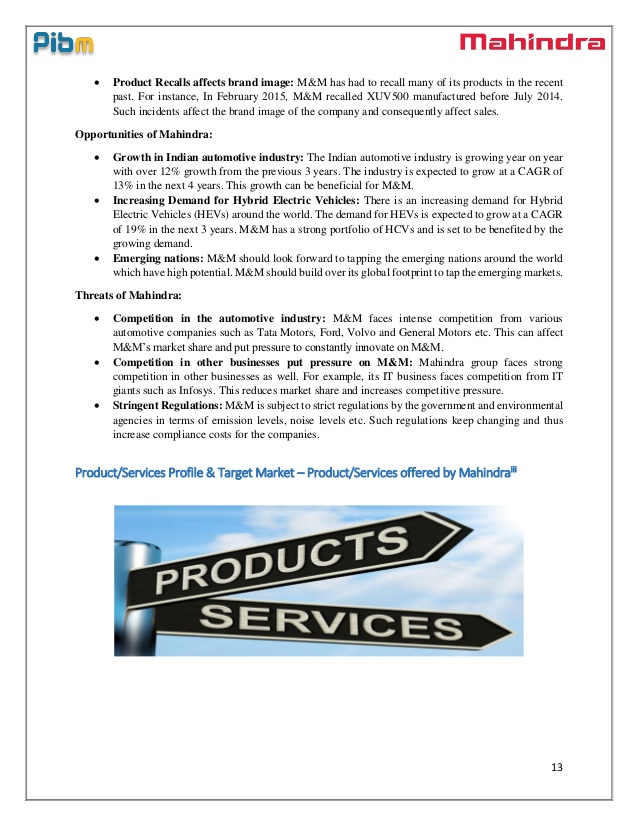 Pibm
Mahindra
• Product Recalls affects brand image: M&M has had to recall many of its products in the recent
past. For instance, In February 2015, M&M recalled XUV500 manufactured before July 2014.
Such incidents affect the brand image of the company and consequently affect sales.
Opportunities of Mahindra:
• Growth in Indian automotive industry: The Indian automotive industry is growing year on year
with over 12% growth from the previous 3 years. The industry is expected to grow at a CAGR of
13% in the next 4 years. This growth can be beneficial for M&M.
• Increasing Demand for Hybrid Electric Vehicles: There is an increasing demand for Hybrid
Electric Vehicles (HEVs) around the world. The demand for HEVs is expected to grow at a CAGR
of 19% in the next 3 years. M&M has a strong portfolio of HCVs and is set to be benefited by the
growing demand.
• Emerging nations: M&M should look forward to tapping the emerging nations around the world
which have high potential. M&M should build over its global footprint to tap the emerging markets.
Threats of Mahindra:
• Competition in the automotive industry: M&M faces intense competition from various
automotive companies such as Tata Motors, Ford, Volvo and General Motors etc. This can affect
M&M's market share and put pressure to constantly innovate on M&M.
• Competition in other businesses put pressure on M&M: Mahindra group faces strong
competition in other businesses as well. For example, its IT business faces competition from IT
giants such as Infosys. This reduces market share and increases competitive pressure.
• Stringent Regulations: M&M is subject to strict regulations by the government and environmental
agencies in terms of emission levels, noise levels etc. Such regulations keep changing and thus
increase compliance costs for the companies.
Product/Services Profile & Target Market – Product/Services offered by Mahindraiii
PRODUCTS
SERVICES
13